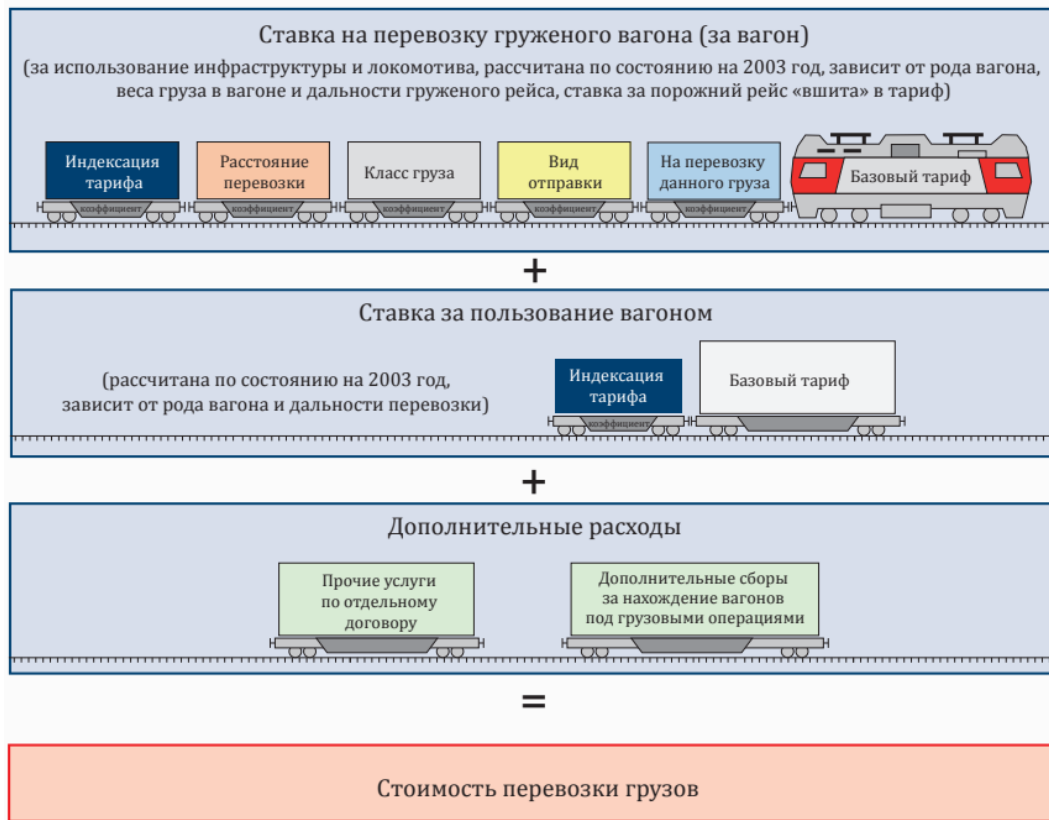 Ставка на перевозку груженого вагона (за вагон)
(за использование инфраструктуры и локомотива, рассчитана по состоянию на 2003 год, зависит от рода вагона,
веса груза в вагоне и дальности груженого рейса, ставка за порожний рейс «вшита» в тариф)
Индексация
тарифа
коэффициент
Расстояние
перевозки
коэффициент
Класс груза
коэффициент
Вид
отправки
коэффициент
На перевозку
данного груза
коэффициент
Базовый тариф
+
Ставка за пользование вагоном
(рассчитана по состоянию на 2003 год,
зависит от рода вагона и дальности перевозки)
Индексация
тарифа
коэффициент
Базовый тариф
+
Дополнительные расходы
Прочие услуги
по отдельному
договору
Дополнительные сборы
за нахождение вагонов
под грузовыми операциями
=
Стоимость перевозки грузов